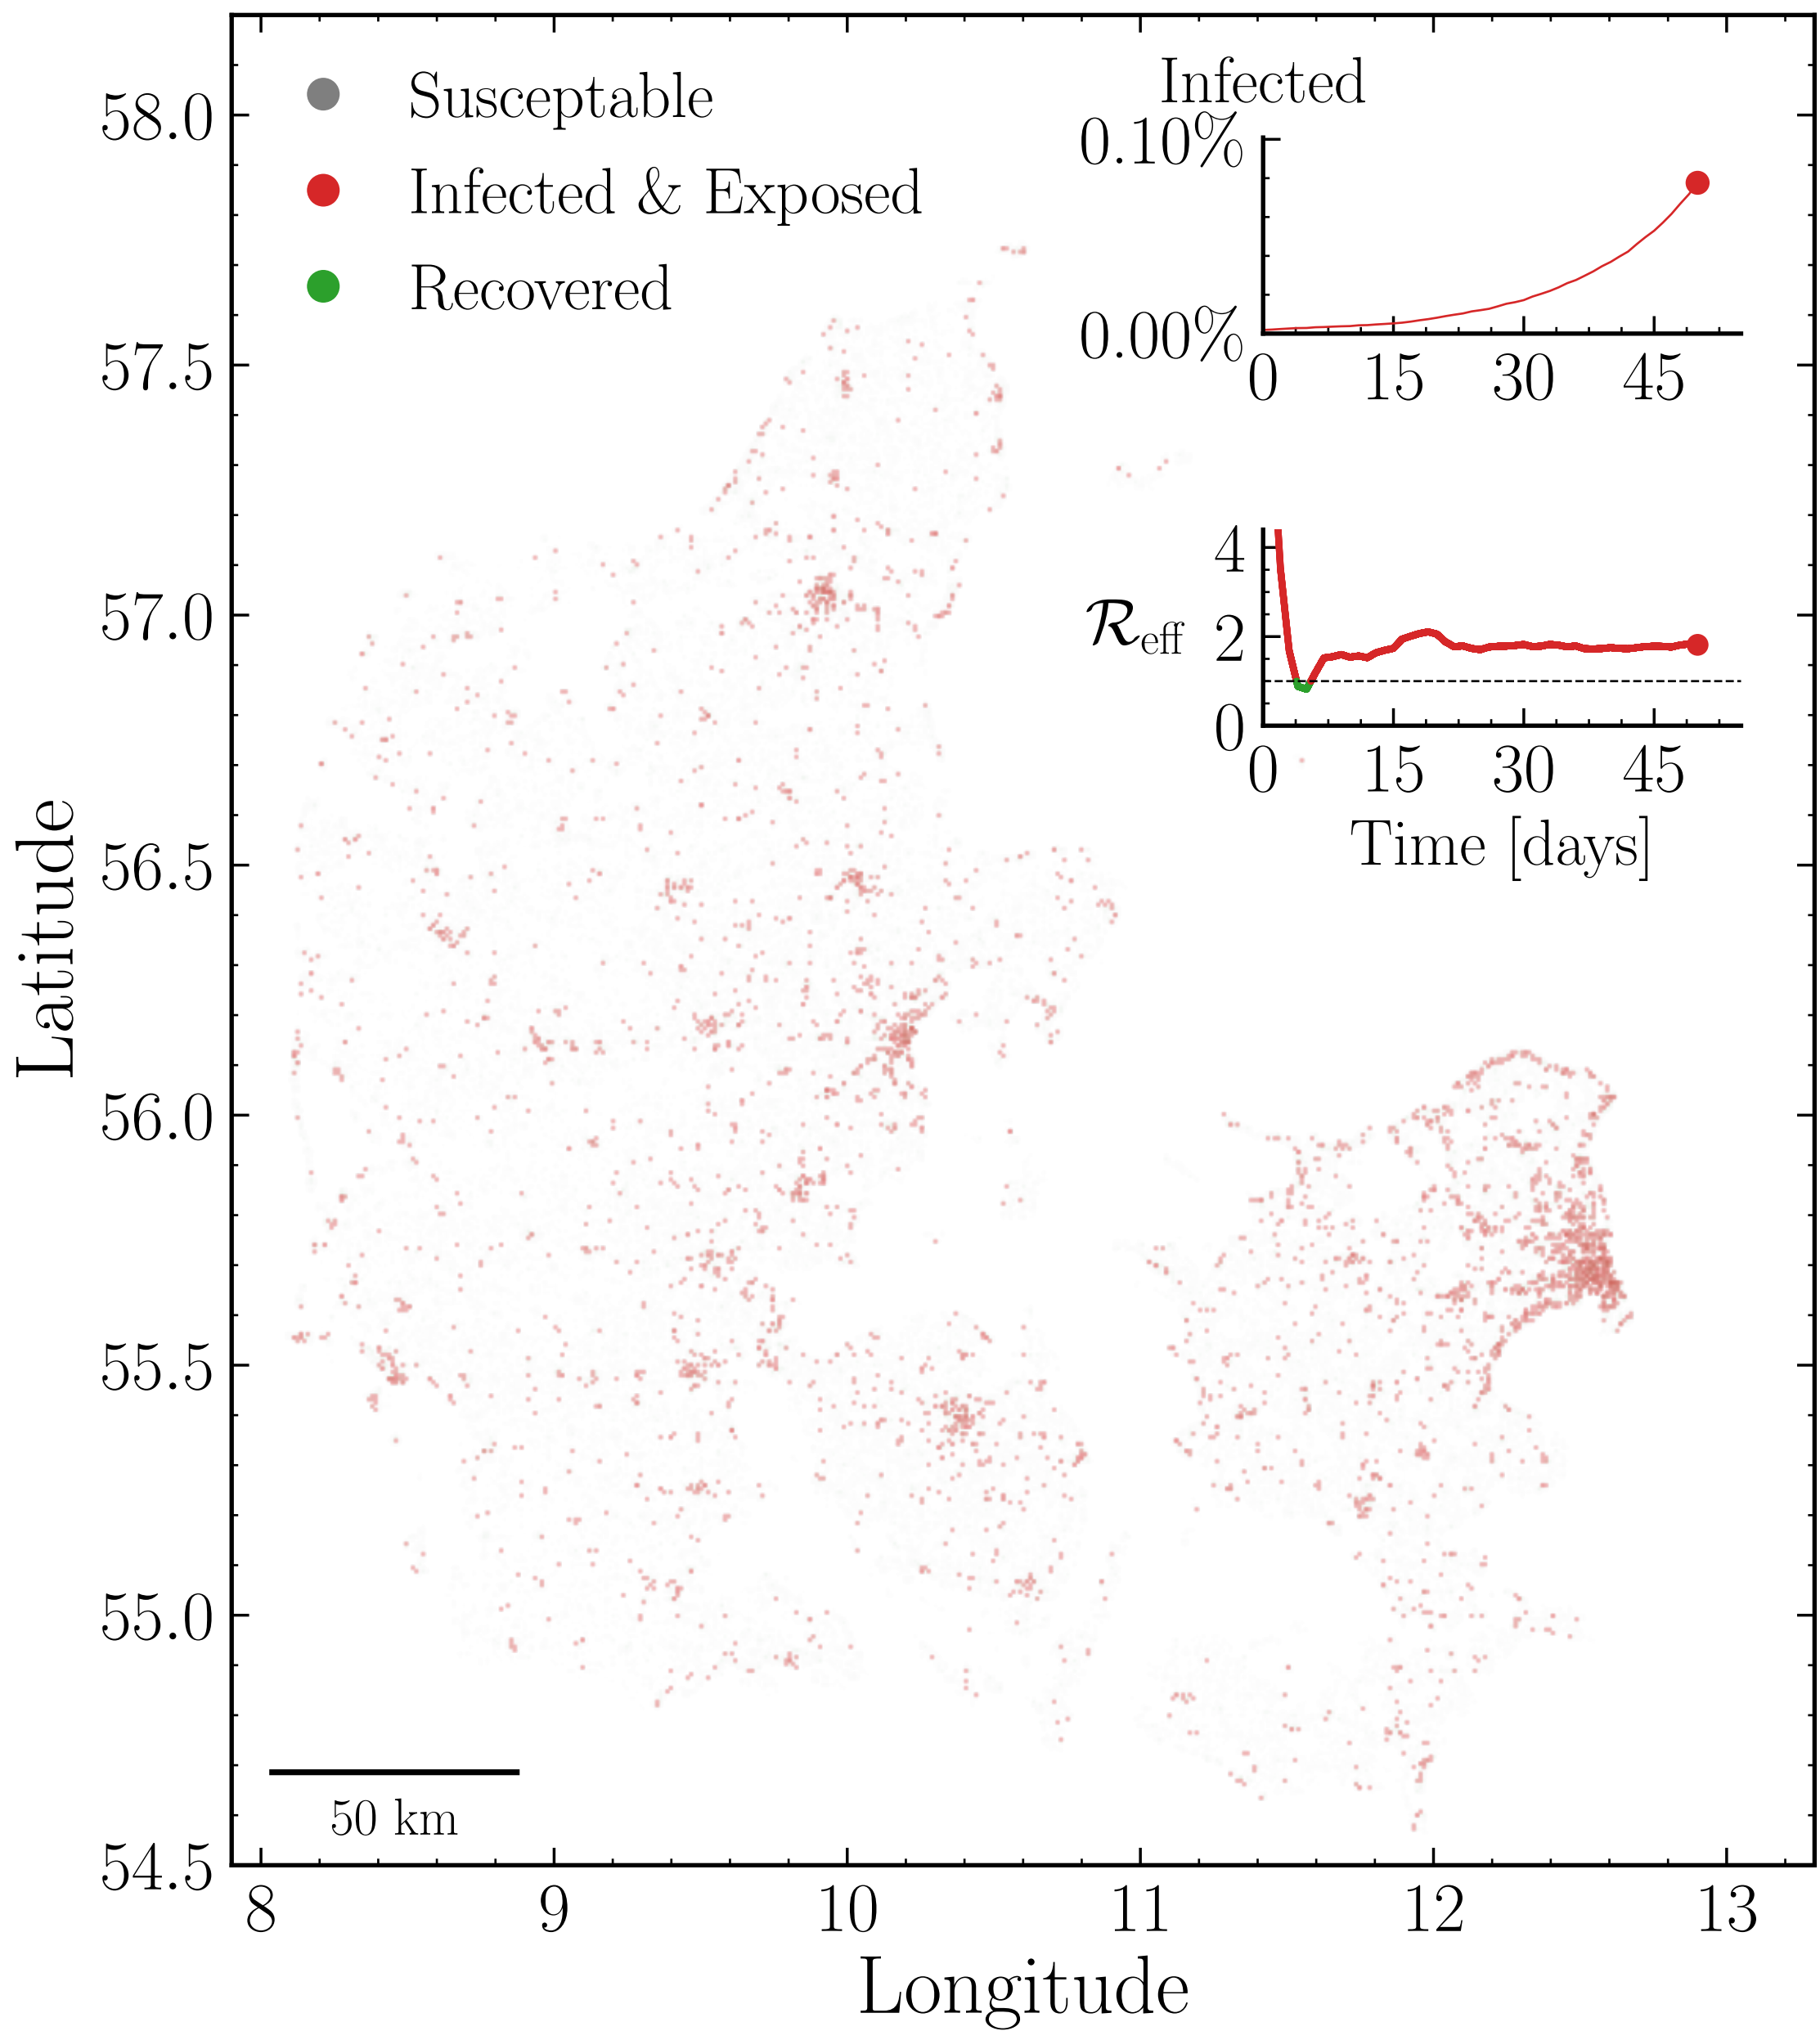 Susceptable
Infected & Exposed
Recovered
Infected
0.10%
0.00%
0 15 30 45
4
2
0
ℛeff
0 15 30 45
Time [days]
58.0
57.5
57.0
56.5
56.0
55.5
55.0
54.5
Latitude
50 km
8 9 10 11 12 13
Longitude